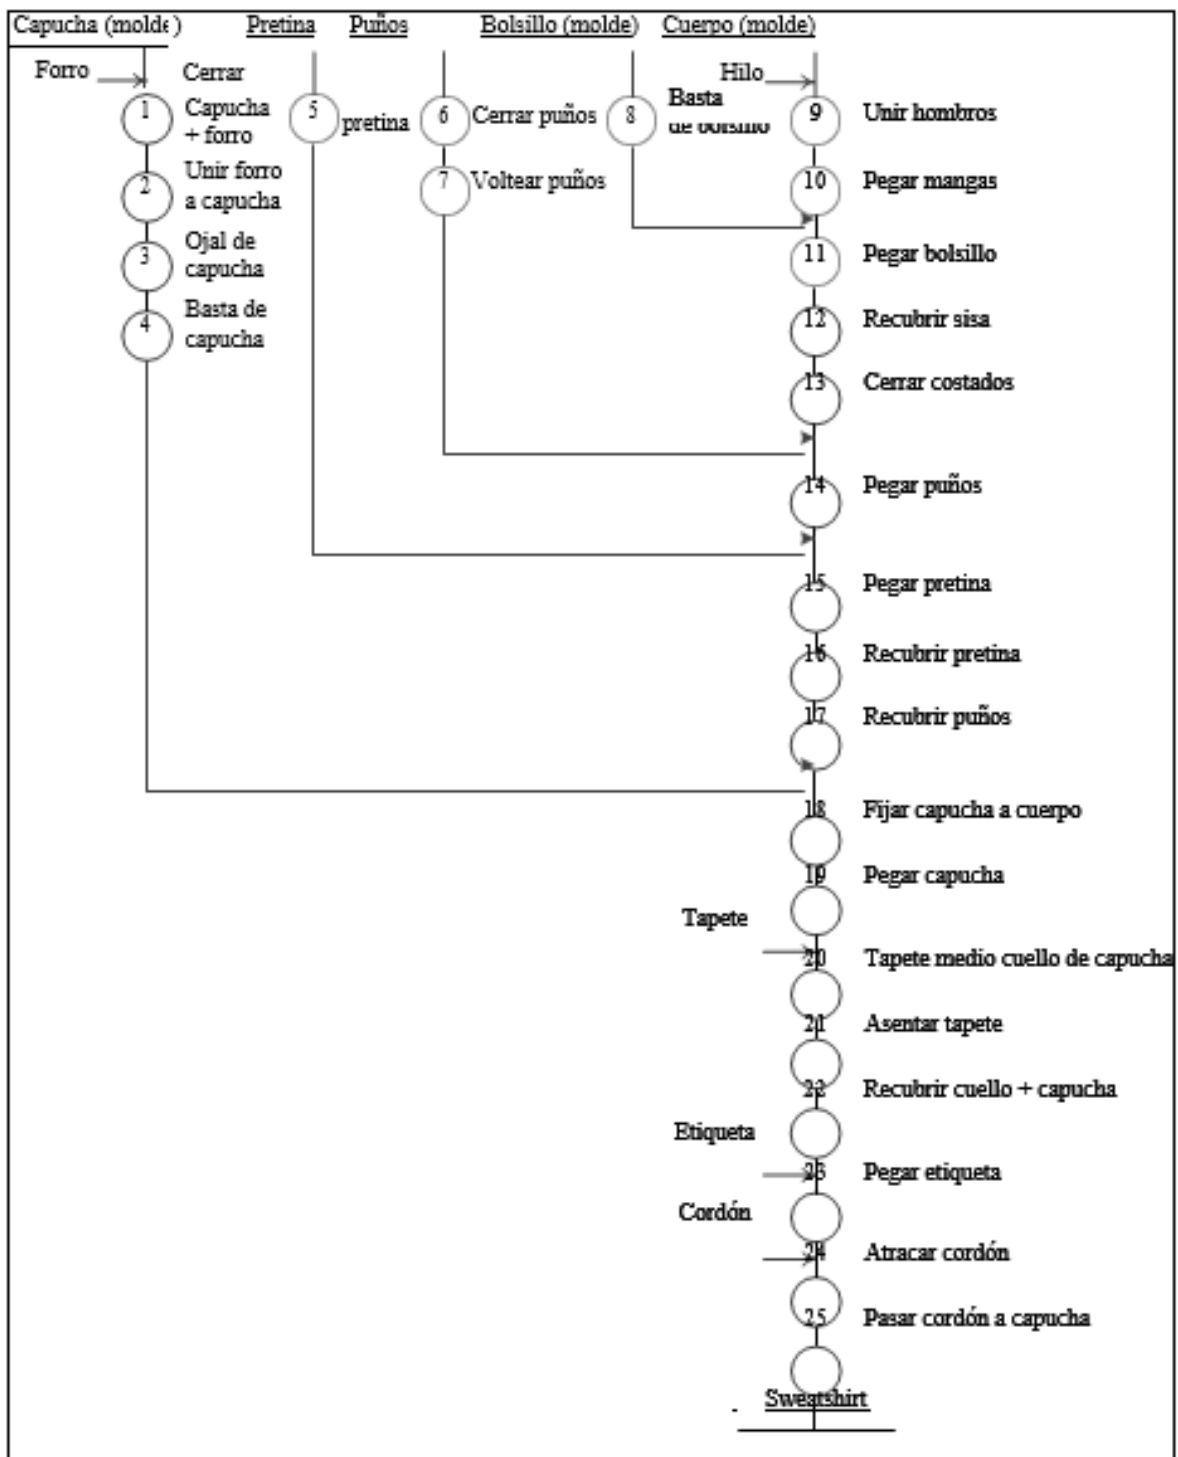 Capucha (molde) Pretina Puños Bolsillo (molde) Cuerpo (molde)
Forro
Cerrar
Capucha
+ forro
1
Unir forro
a capucha
2
Ojal de
capucha
3
Basta de
capucha
4
5
pretina
6
Cerrar puños
7
Voltear puños
8
Basta
de bolsillo
Hilo
9
Unir hombros
10
Pegar mangas
11
Pegar bolsillo
12
Recubrir sisa
13
Cerrar costados
14
Pegar puños
15
Pegar pretina
16
Recubrir pretina
17
Recubrir puños
18
Fijar capucha a cuerpo
19
Pegar capucha
Tapete
20
Tapete medio cuello de capucha
21
Asentar tapete
22
Recubrir cuello + capucha
Etiqueta
23
Pegar etiqueta
Cordón
24
Atracar cordón
25
Pasar cordón a capucha
Sweatshirt